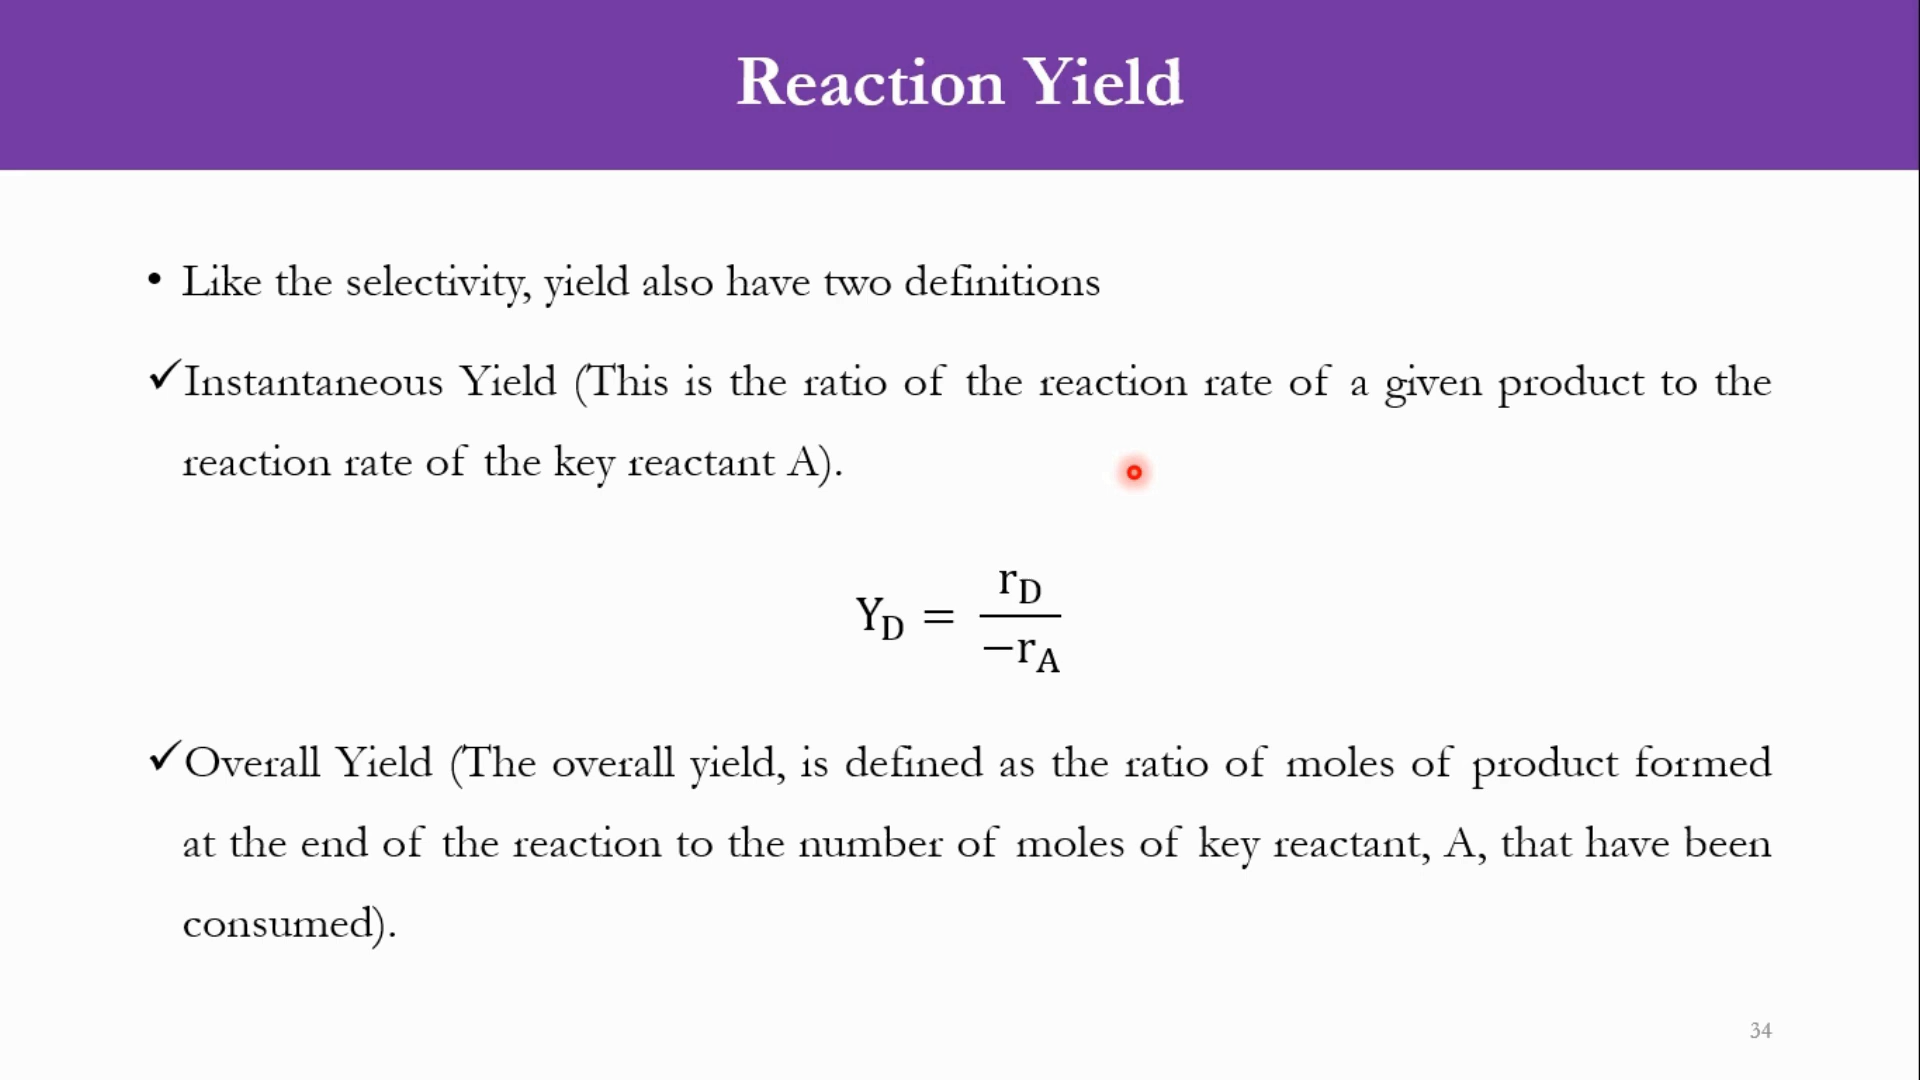 Reaction Yield
• Like the selectivity, yield also have two definitions
✓Instantaneous Yield (This is the ratio of the reaction rate of a given product to the
reaction rate of the key reactant A).
Y_D = r_D / −r_A
✓Overall Yield (The overall yield, is defined as the ratio of moles of product formed
at the end of the reaction to the number of moles of key reactant, A, that have been
consumed).
34